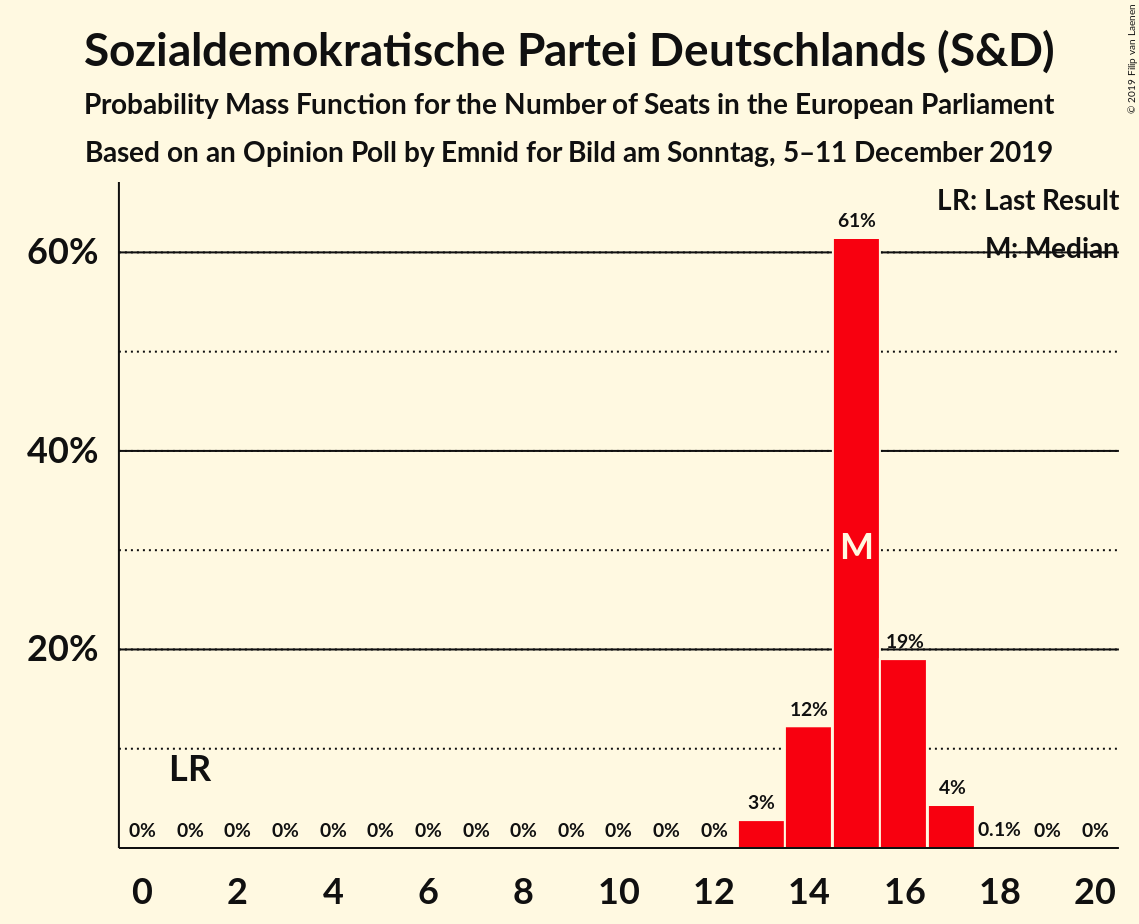 Sozialdemokratische Partei Deutschlands (S&D)
Probability Mass Function for the Number of Seats in the European Parliament
Based on an Opinion Poll by Emnid for Bild am Sonntag, 5–11 December 2019
© 2019 Filip van Laenen
LR: Last Result
M: Median
61%
60%
40%
M
20%
19%
12%
LR
3%
4%
0% 0% 0% 0% 0% 0% 0% 0% 0% 0% 0% 0% 0% 0.1% 0% 0%
0 2 4 6 8 10 12 14 16 18 20